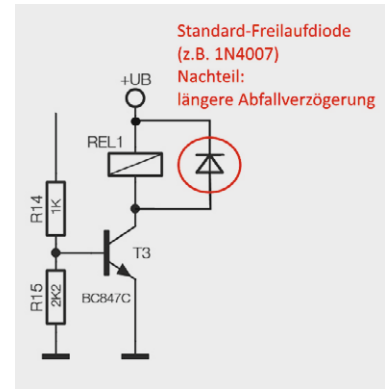 Standard-Freilaufdiode
(z.B. 1N4007)
Nachteil:
längere Abfallverzögerung
+UB
REL1
R14
1K
T3
R15
2K2
BC847C